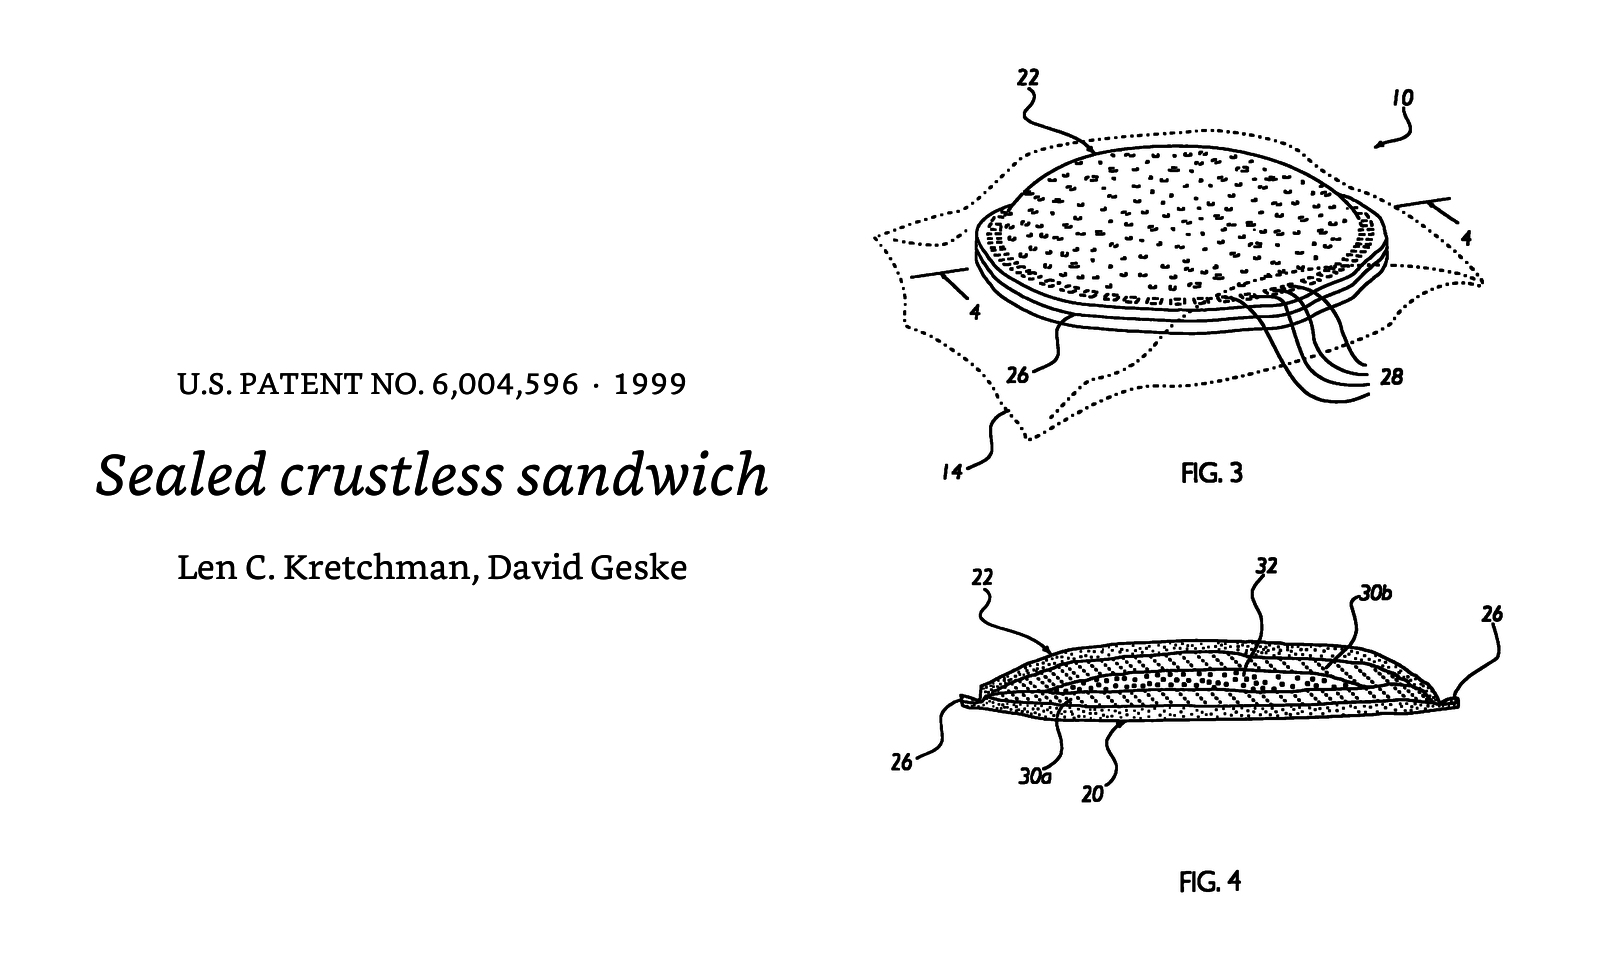 U.S. PATENT NO. 6,004,596 · 1999
Sealed crustless sandwich
Len C. Kretchman, David Geske
22
10
4
4
26
28
14
FIG. 3
32
22
30b
26
26
30a
20
FIG. 4